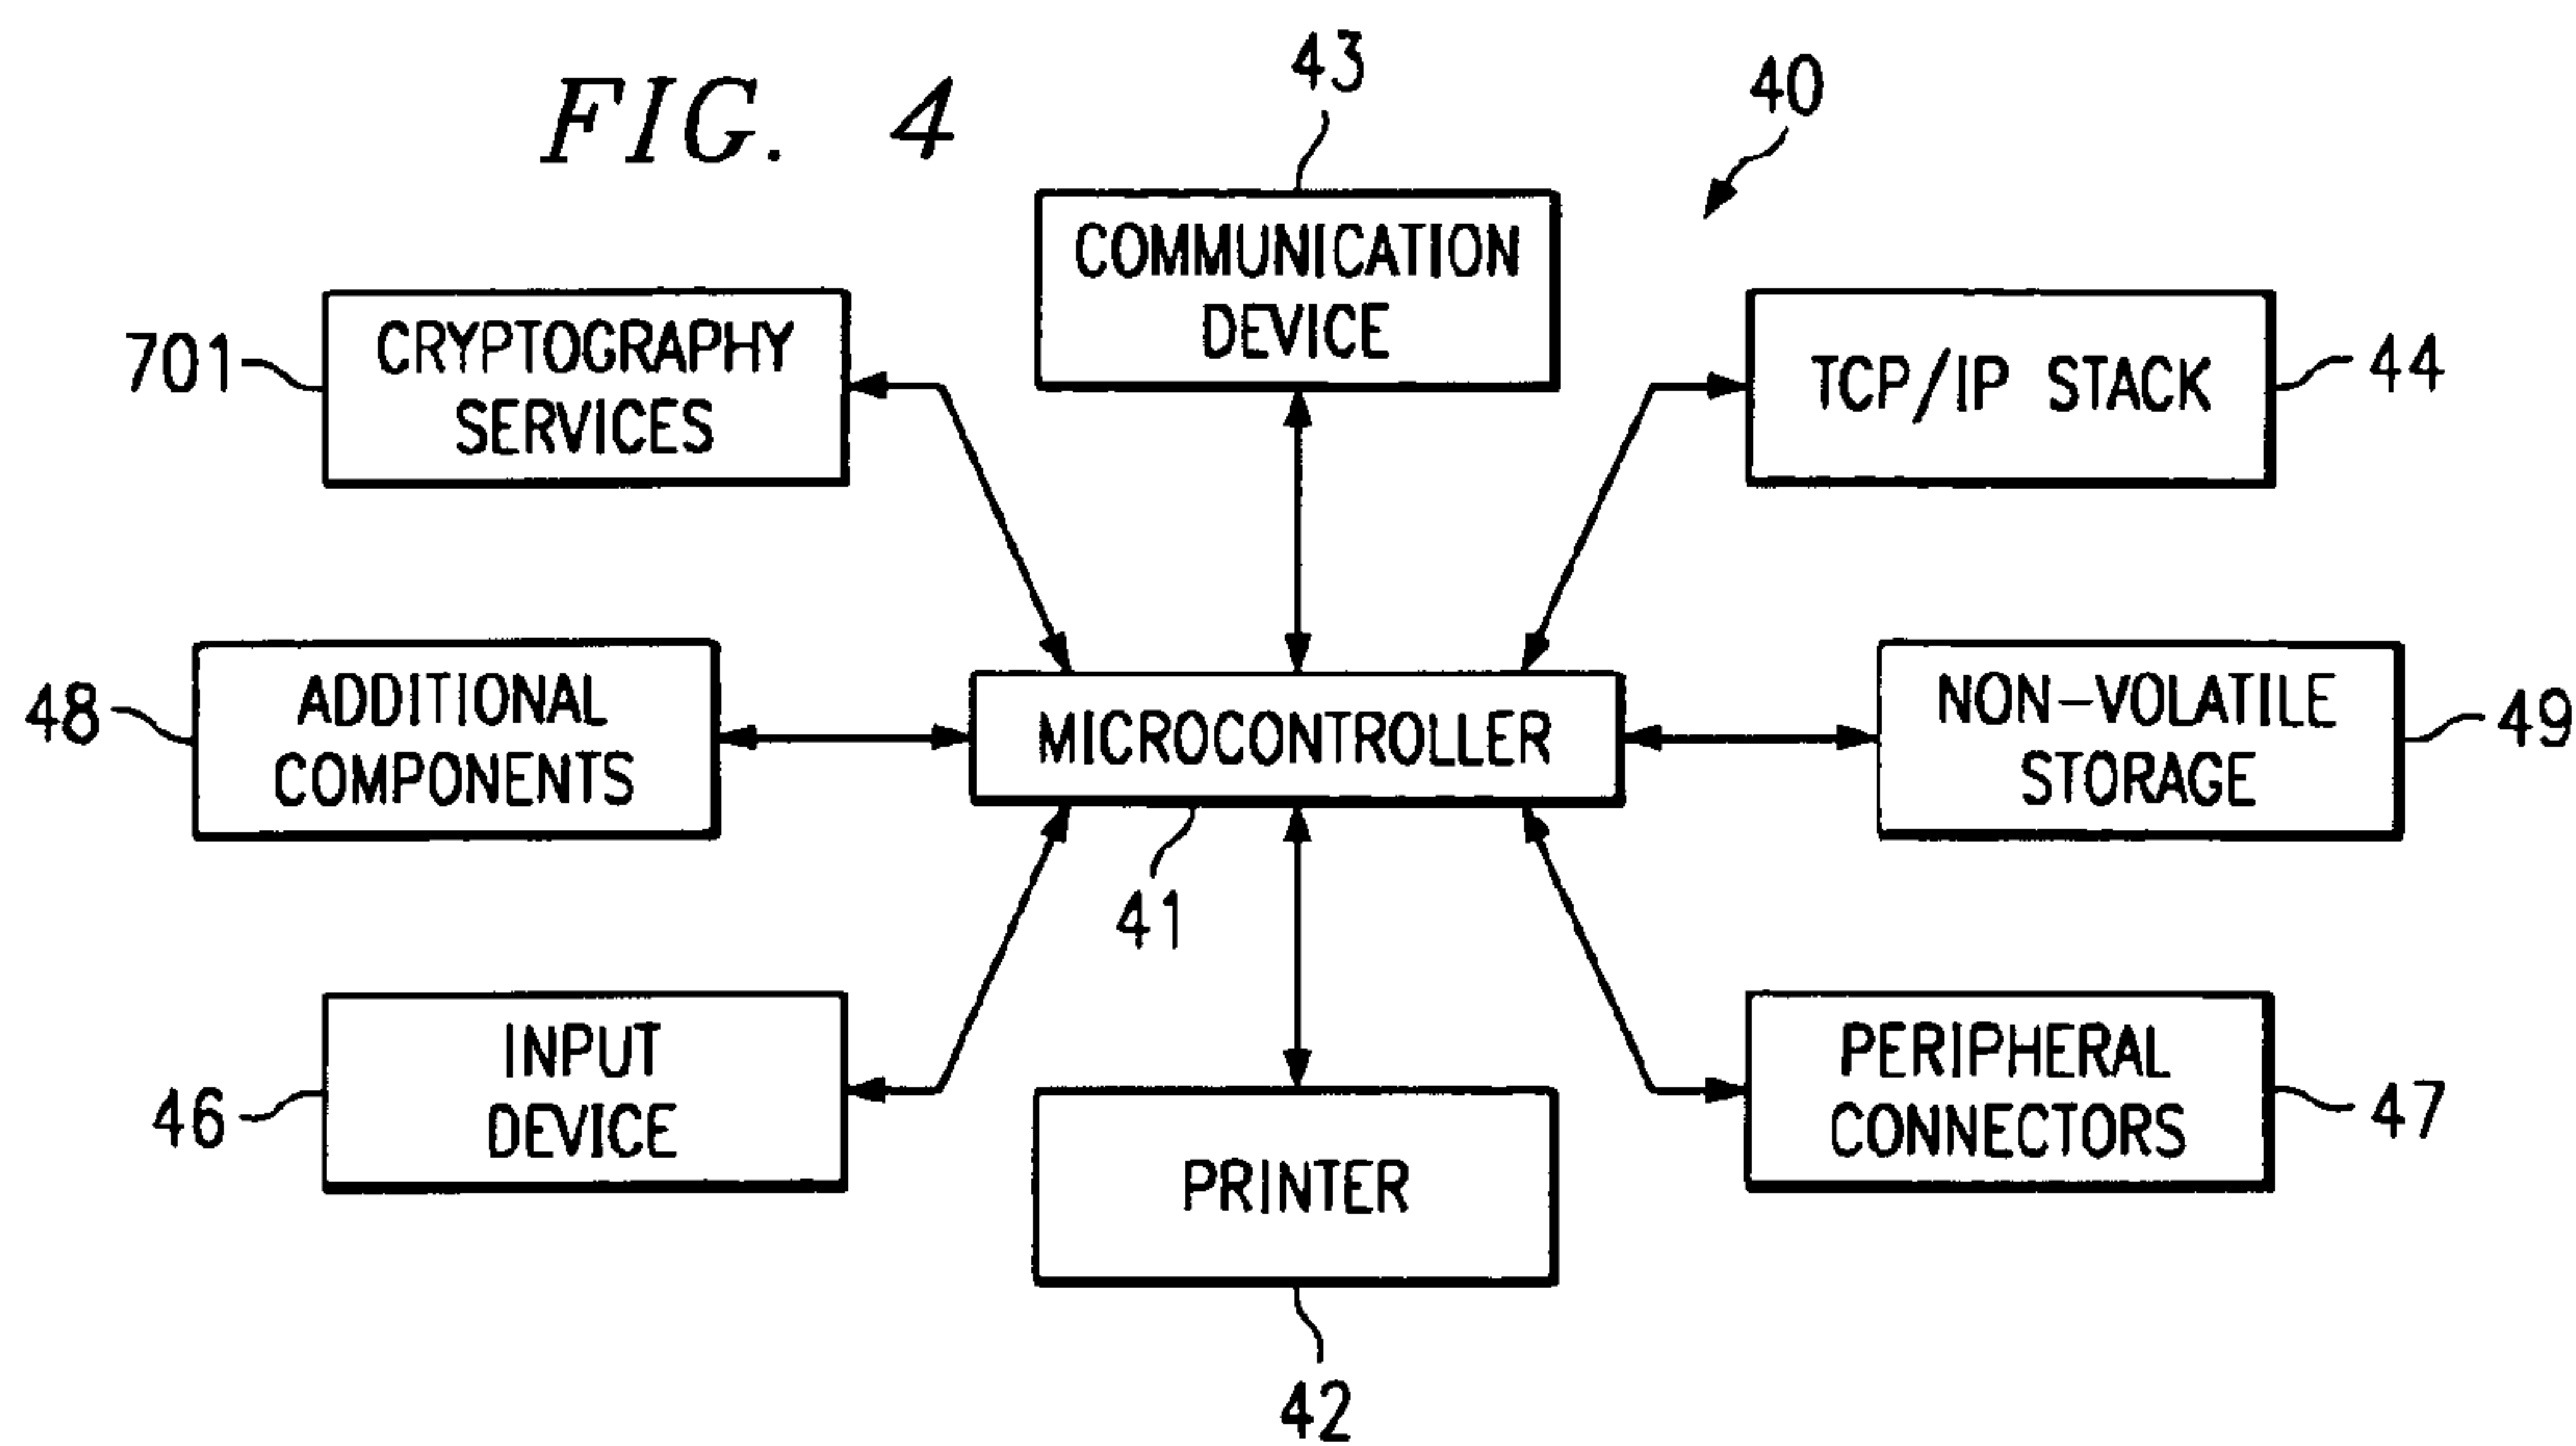 FIG. 4
43
40
COMMUNICATION
DEVICE
701
CRYPTOGRAPHY
SERVICES
TCP/IP STACK
44
48
ADDITIONAL
COMPONENTS
MICROCONTROLLER
41
NON-VOLATILE
STORAGE
49
46
INPUT
DEVICE
PRINTER
42
PERIPHERAL
CONNECTORS
47